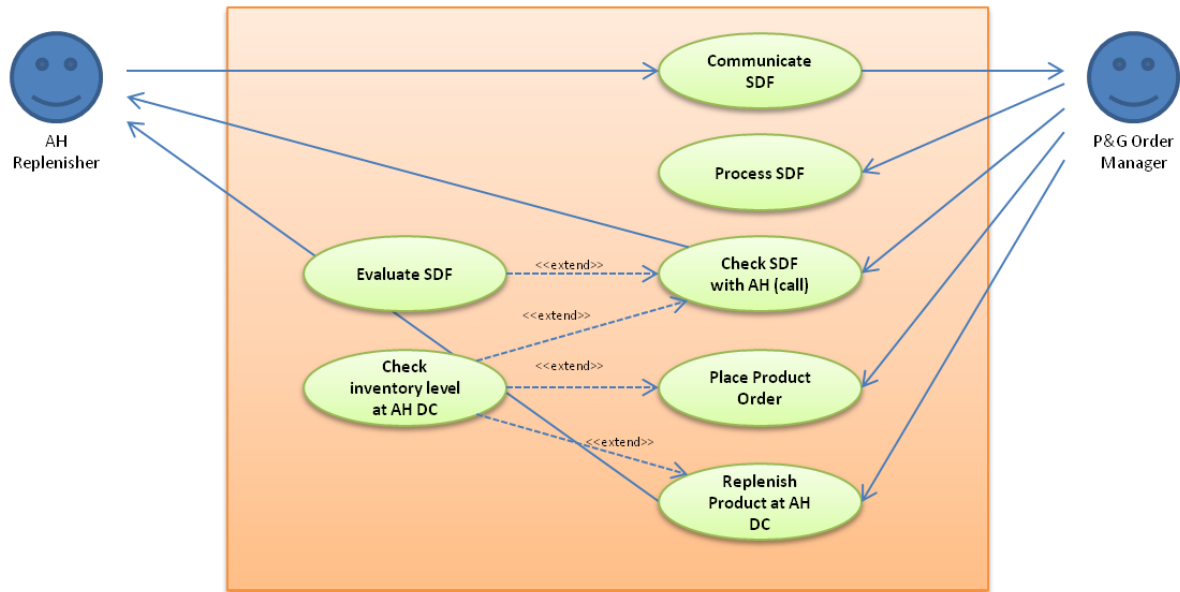 Communicate
SDF
AH
Replenisher
P&G Order
Manager
Process SDF
Evaluate SDF
<<extend>>
Check SDF
with AH (call)
<<extend>>
Check
inventory level
at AH DC
<<extend>>
Place Product
Order
<<extend>>
Replenish
Product at AH
DC